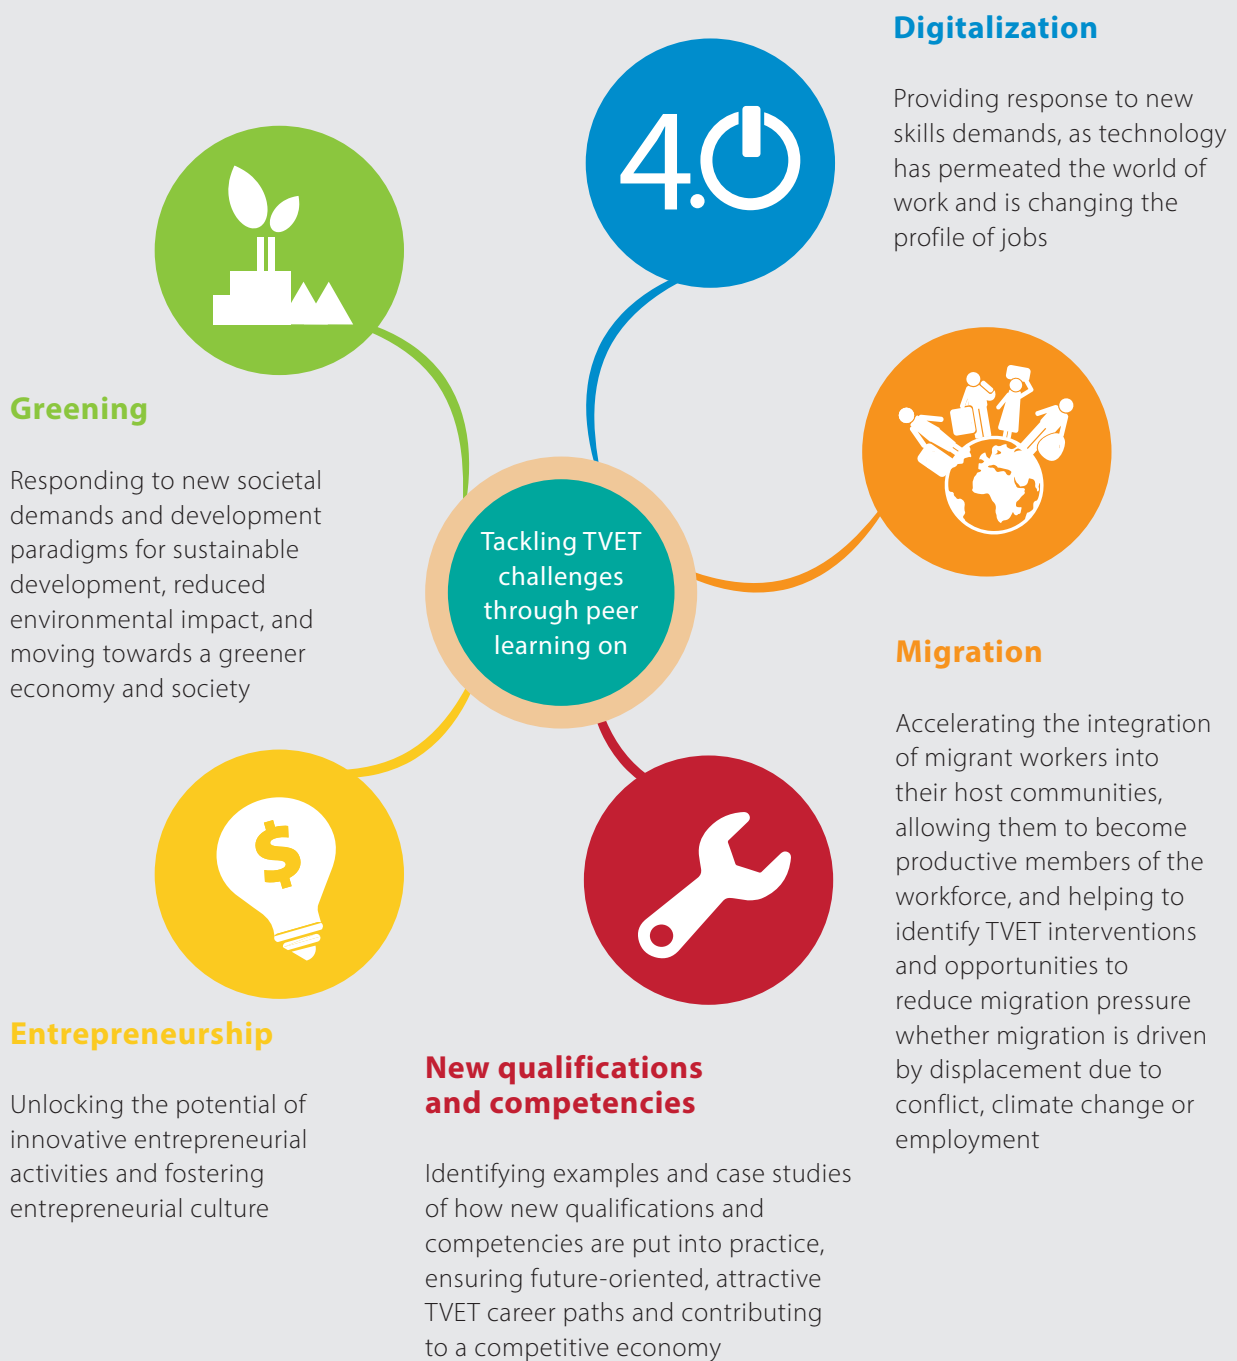 Digitalization
Providing response to new
skills demands, as technology
has permeated the world of
work and is changing the
profile of jobs
4.0
Greening
Responding to new societal
demands and development
paradigms for sustainable
development, reduced
environmental impact, and
moving towards a greener
economy and society
Tackling TVET
challenges
through peer
learning on
Migration
Accelerating the integration
of migrant workers into
their host communities,
allowing them to become
productive members of the
workforce, and helping to
identify TVET interventions
and opportunities to
reduce migration pressure
whether migration is driven
by displacement due to
conflict, climate change or
employment
$
Entrepreneurship
Unlocking the potential of
innovative entrepreneurial
activities and fostering
entrepreneurial culture
New qualifications
and competencies
Identifying examples and case studies
of how new qualifications and
competencies are put into practice,
ensuring future-oriented, attractive
TVET career paths and contributing
to a competitive economy